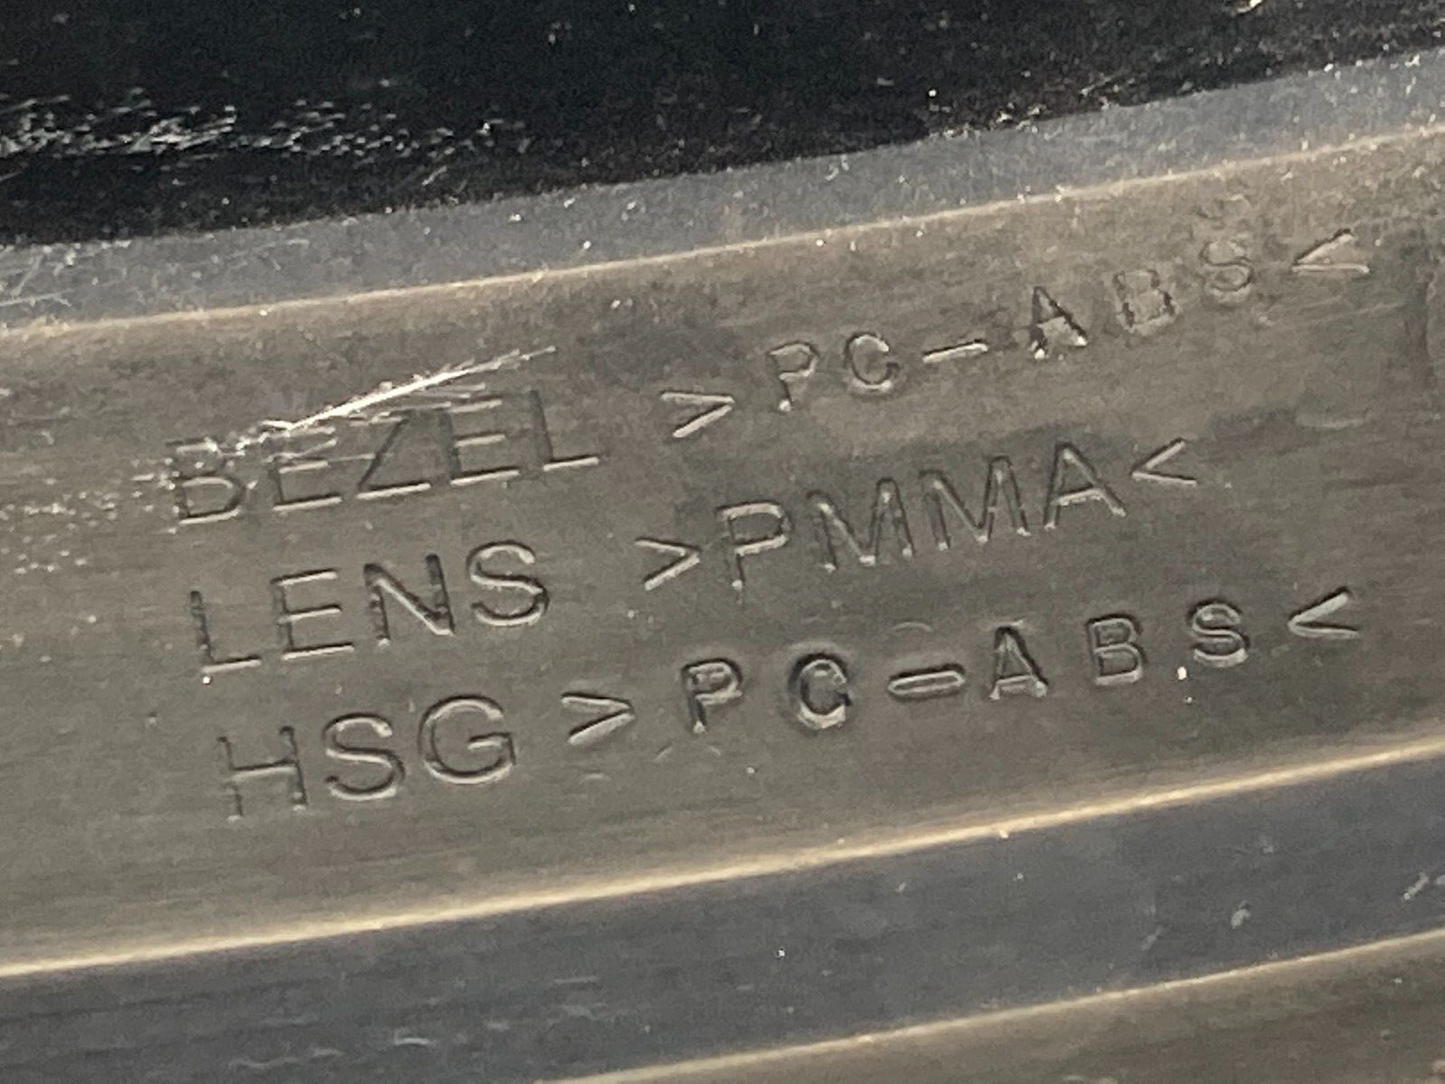 BEZEL >PC-ABS<
LENS >PMMA<
HSG >PC-ABS<